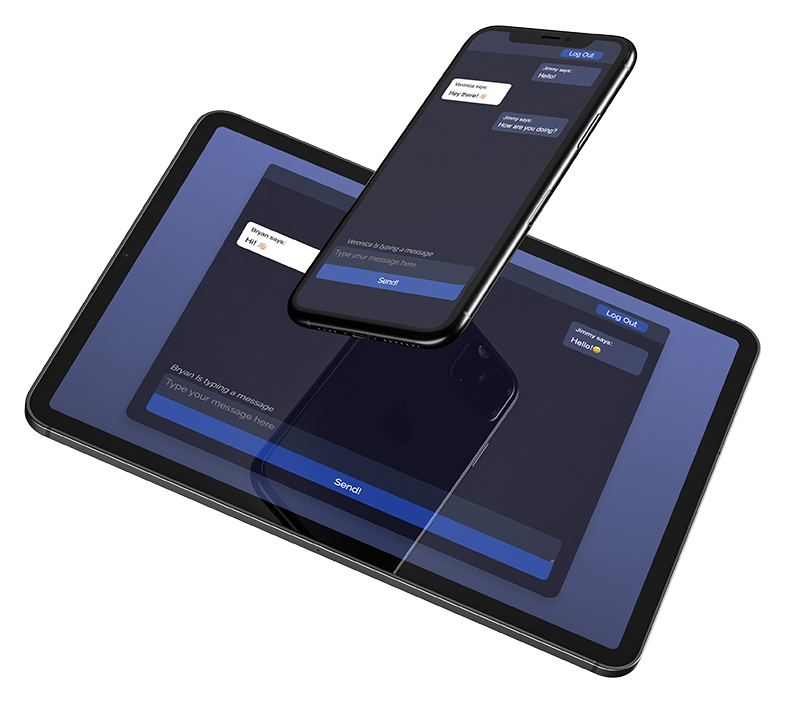 Log Out
Jimmy says:
Hello!
Veronica says:
Hey there! 👋🏻
Jimmy says:
How are you doing?
Veronica is typing a message
Type your message here
Send!
Bryan says:
Hi! 👋🏻
Log Out
Jimmy says:
Hello!😄
Bryan is typing a message
Type your message here
Send!